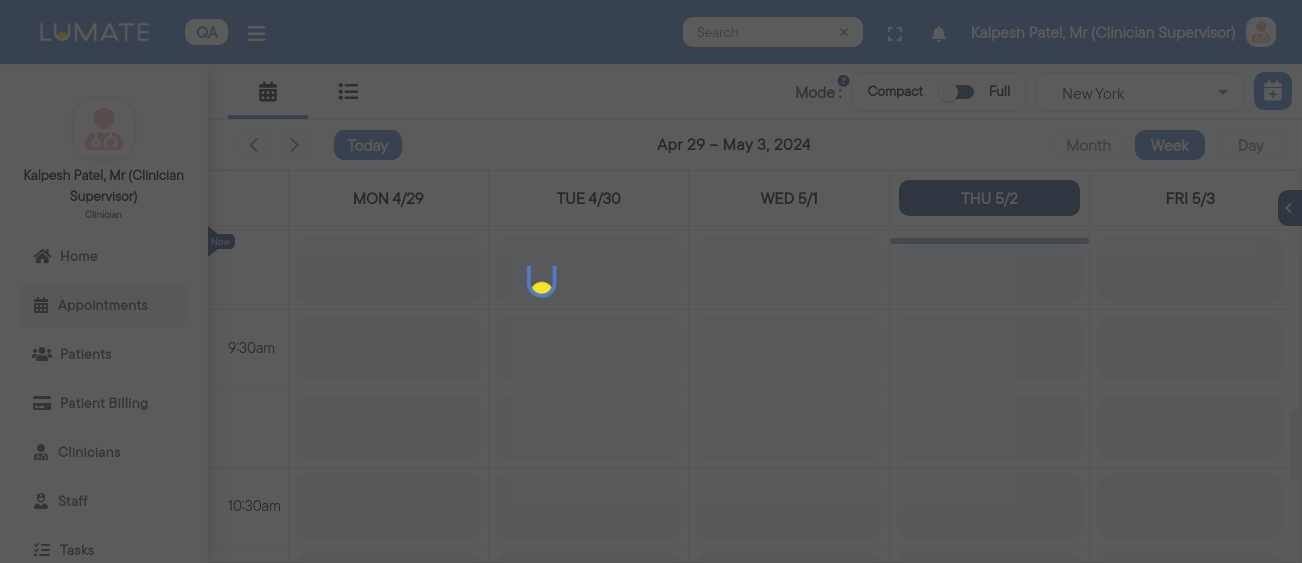 LUMATE QA Search Kalpesh Patel, Mr (Clinician Supervisor)
Mode : ? Compact Full New York
Today Apr 29 – May 3, 2024 Month Week Day
Kalpesh Patel, Mr (Clinician
Supervisor)
Clinician
Home
Appointments
Patients
Patient Billing
Clinicians
Staff
Tasks
MON 4/29 TUE 4/30 WED 5/1 THU 5/2 FRI 5/3
Now
9:30am
10:30am